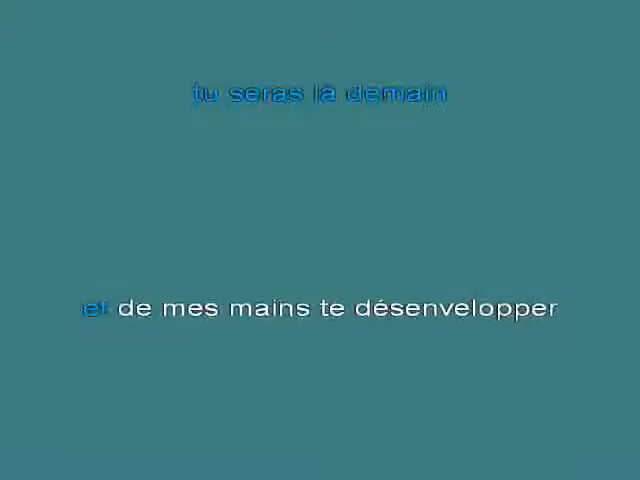 tu seras là demain
et de mes mains te désenvelopper